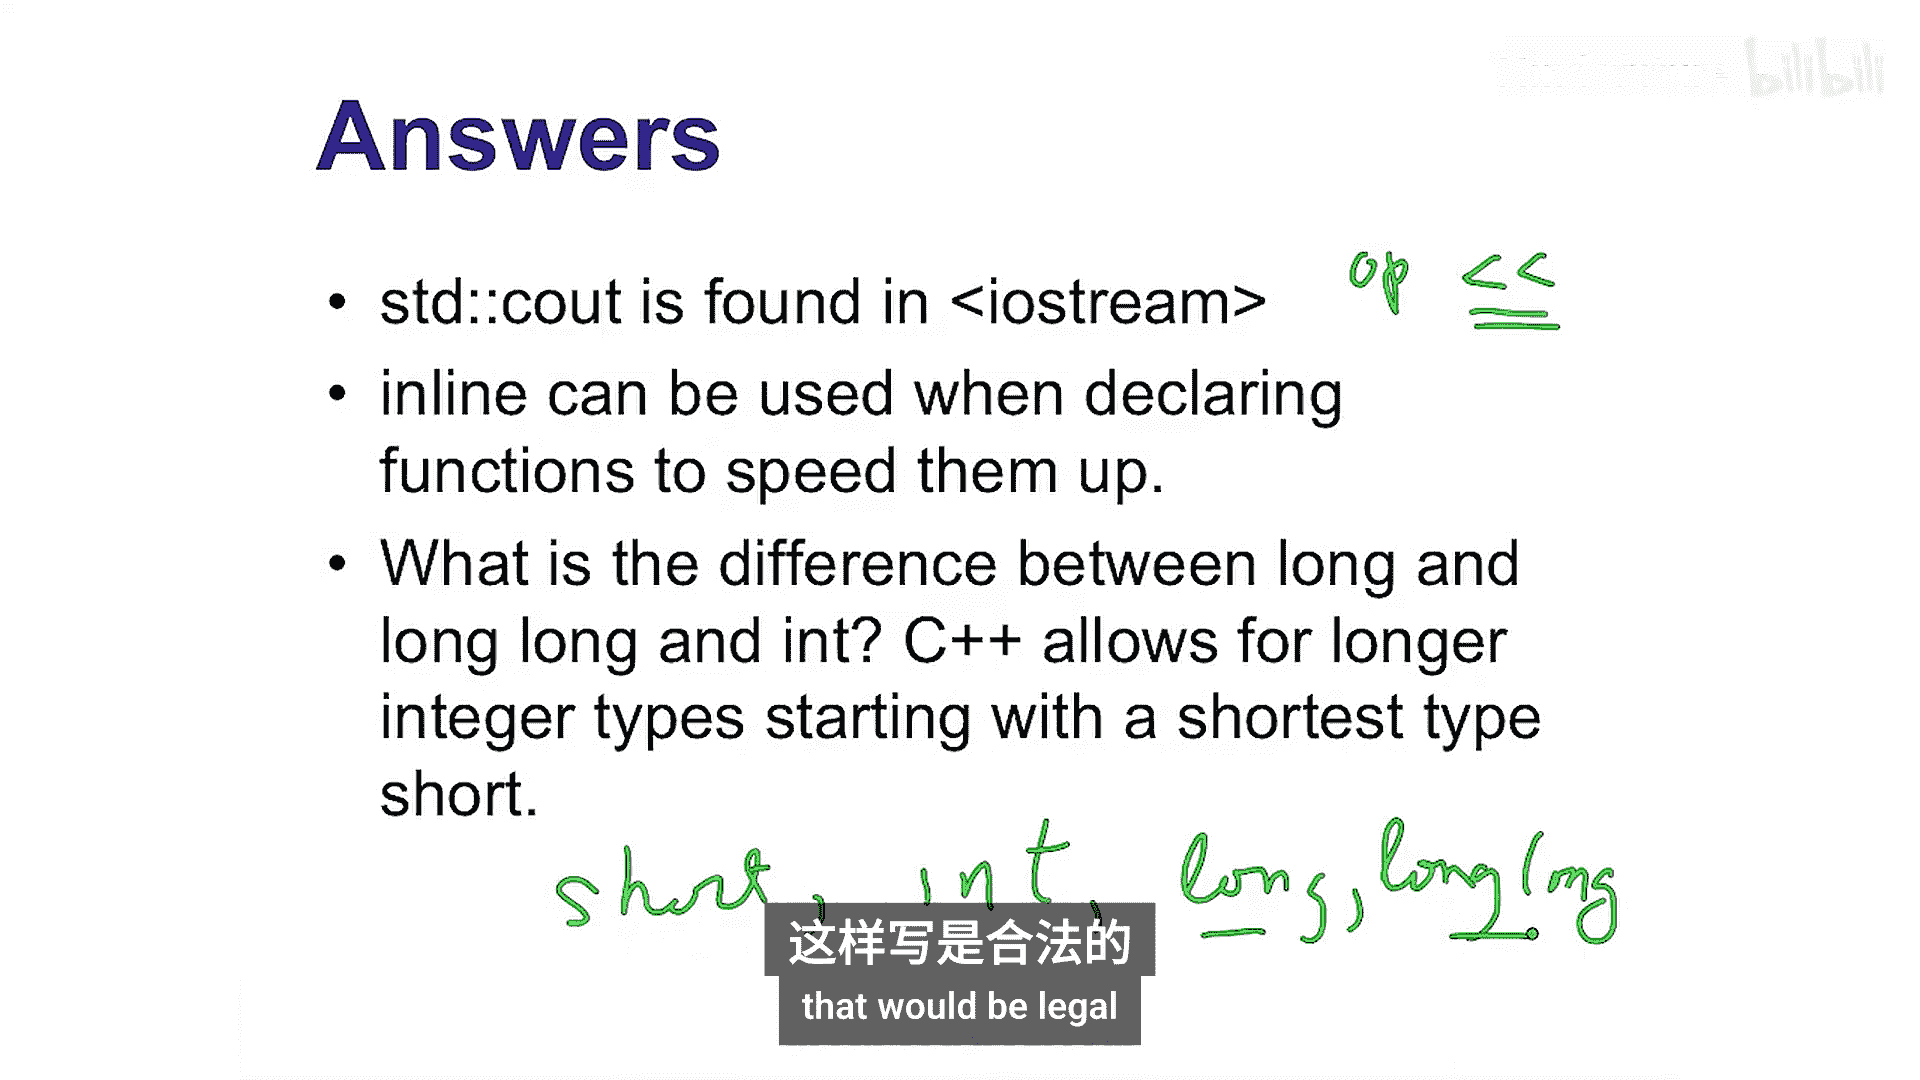 bilibili
Answers
• std::cout is found in <iostream> op <<
• inline can be used when declaring
functions to speed them up.
• What is the difference between long and
long long and int? C++ allows for longer
integer types starting with a shortest type
short.
short, int, long, long long
这样写是合法的
that would be legal